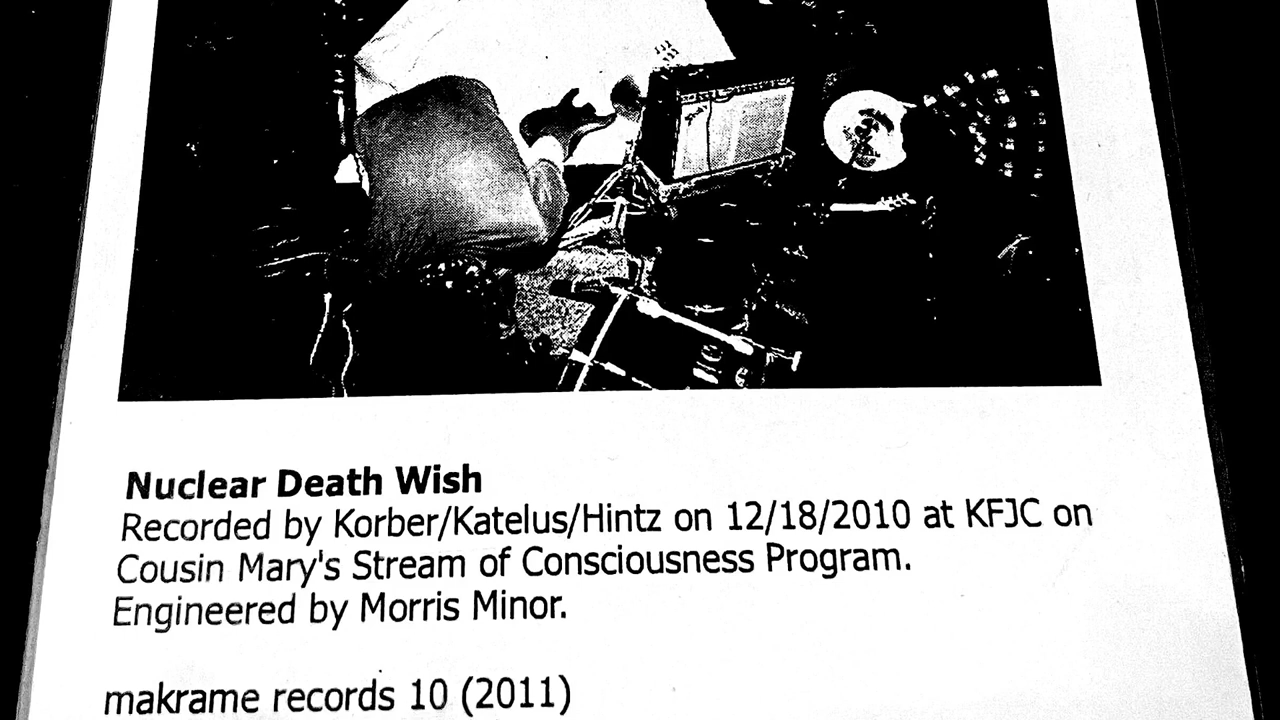 Nuclear Death Wish
Recorded by Korber/Katelus/Hintz on 12/18/2010 at KFJC on
Cousin Mary's Stream of Consciousness Program.
Engineered by Morris Minor.
makrame records 10 (2011)